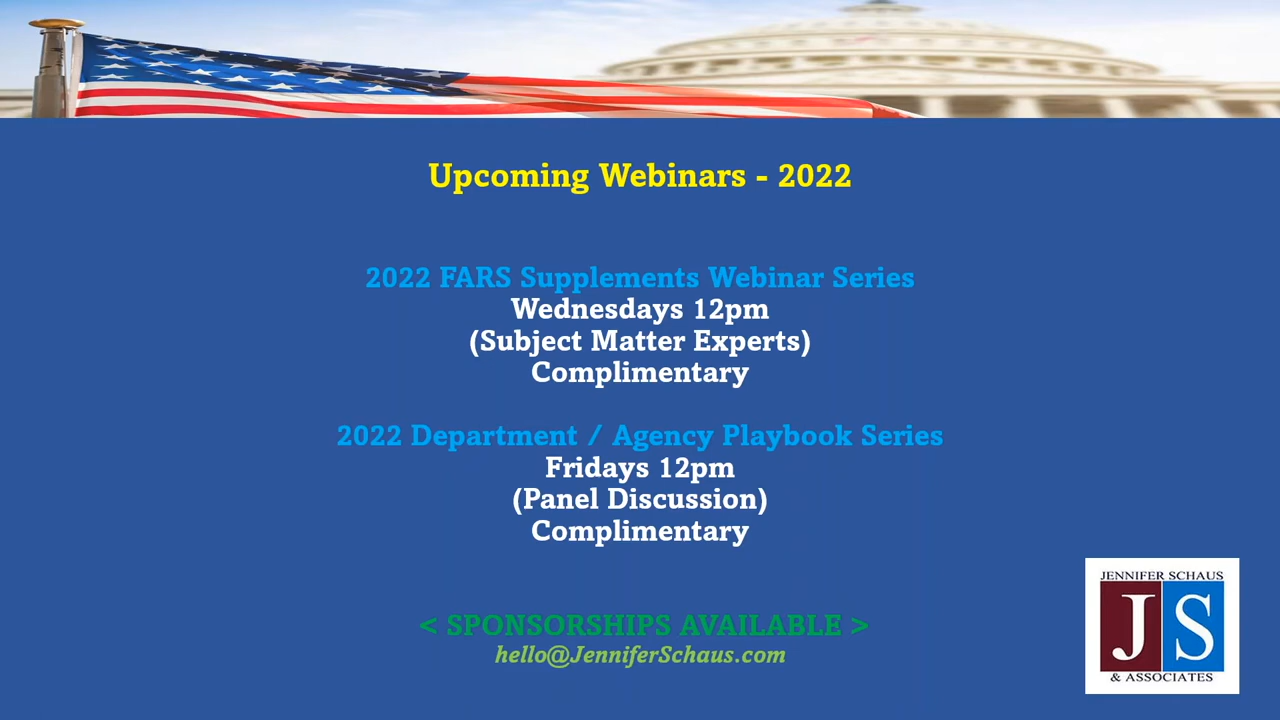 Upcoming Webinars - 2022
2022 FARS Supplements Webinar Series
Wednesdays 12pm
(Subject Matter Experts)
Complimentary
2022 Department / Agency Playbook Series
Fridays 12pm
(Panel Discussion)
Complimentary
< SPONSORSHIPS AVAILABLE >
hello@JenniferSchaus.com
JENNIFER SCHAUS
JS
& ASSOCIATES